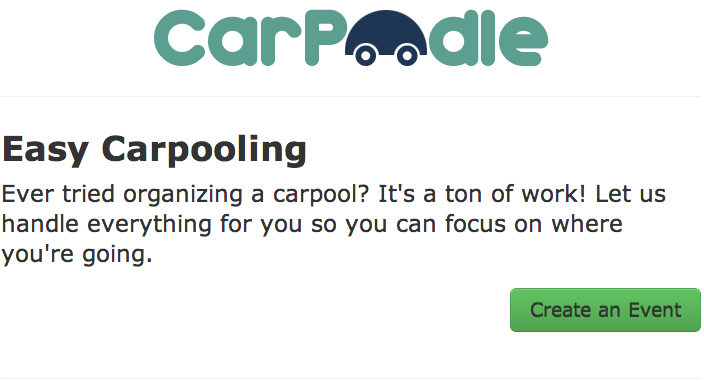 CarPoodle
Easy Carpooling
Ever tried organizing a carpool? It's a ton of work! Let us
handle everything for you so you can focus on where
you're going.
Create an Event